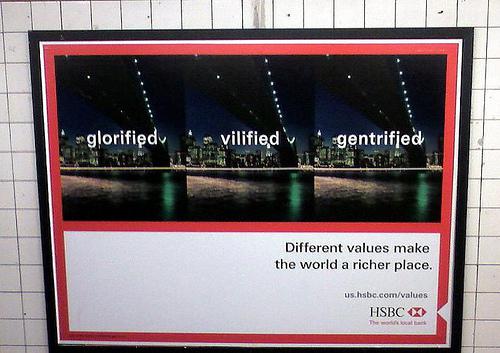 glorified vilified gentrified
Different values make
the world a richer place.
us.hsbc.com/values
HSBC
The world's local bank